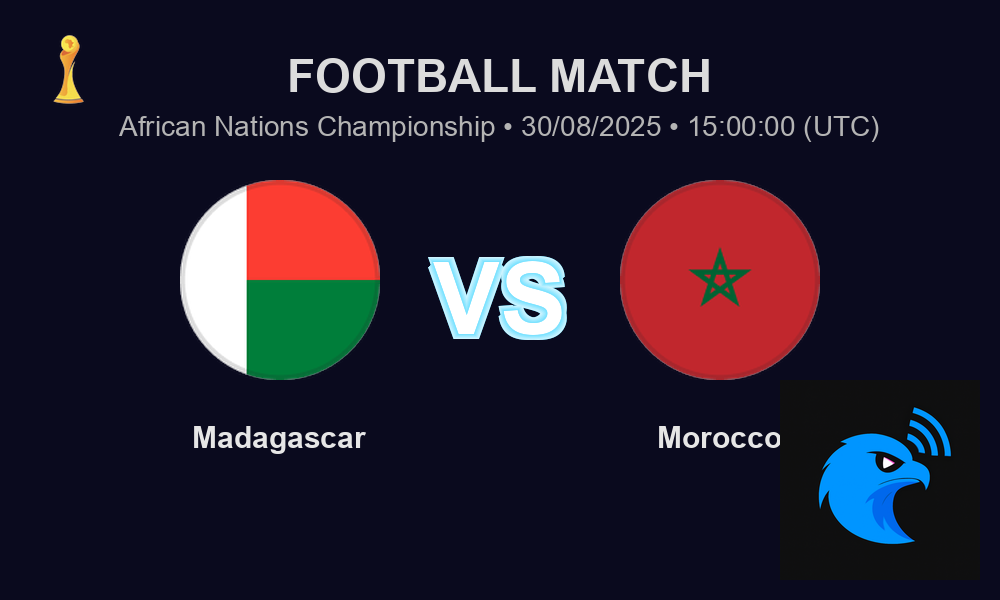 FOOTBALL MATCH
African Nations Championship • 30/08/2025 • 15:00:00 (UTC)
VS
Madagascar
Morocco